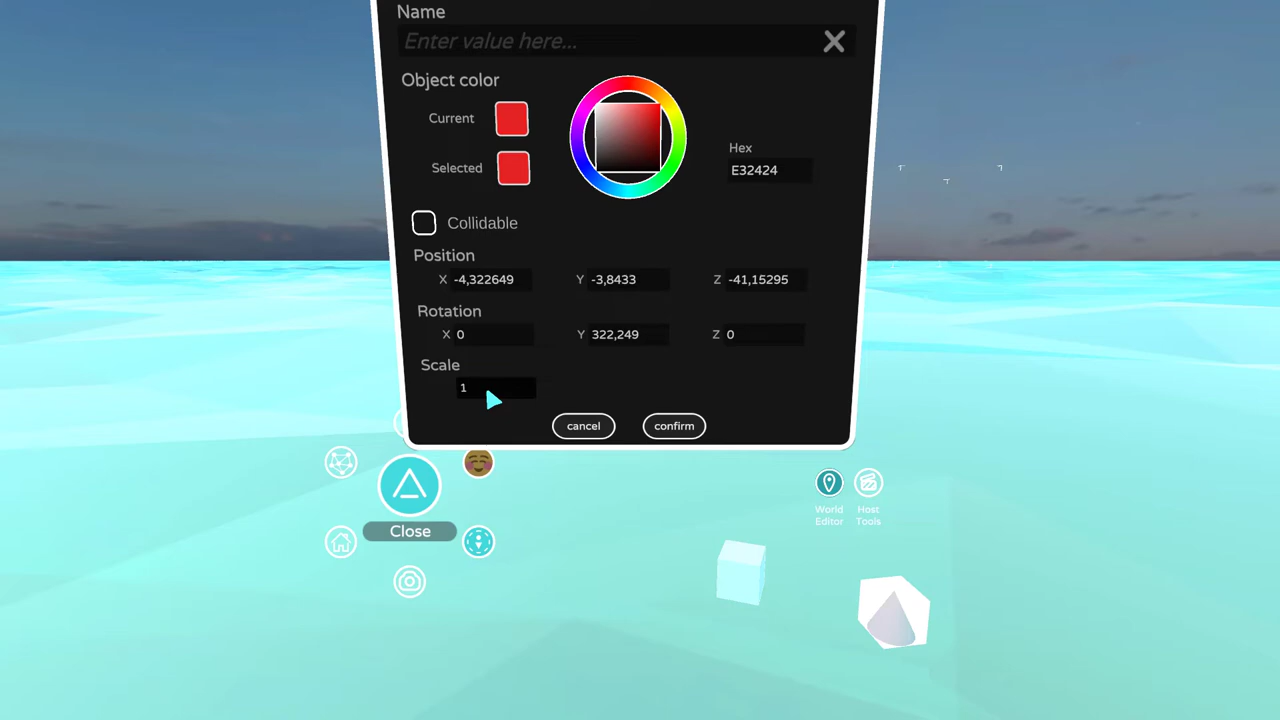 Name
Enter value here...
Object color
Current
Hex
Selected
E32424
Collidable
Position
X -4,322649 Y -3,8433 Z -41,15295
Rotation
X 0 Y 322,249 Z 0
Scale
1
cancel confirm
Close
World Editor
Host Tools